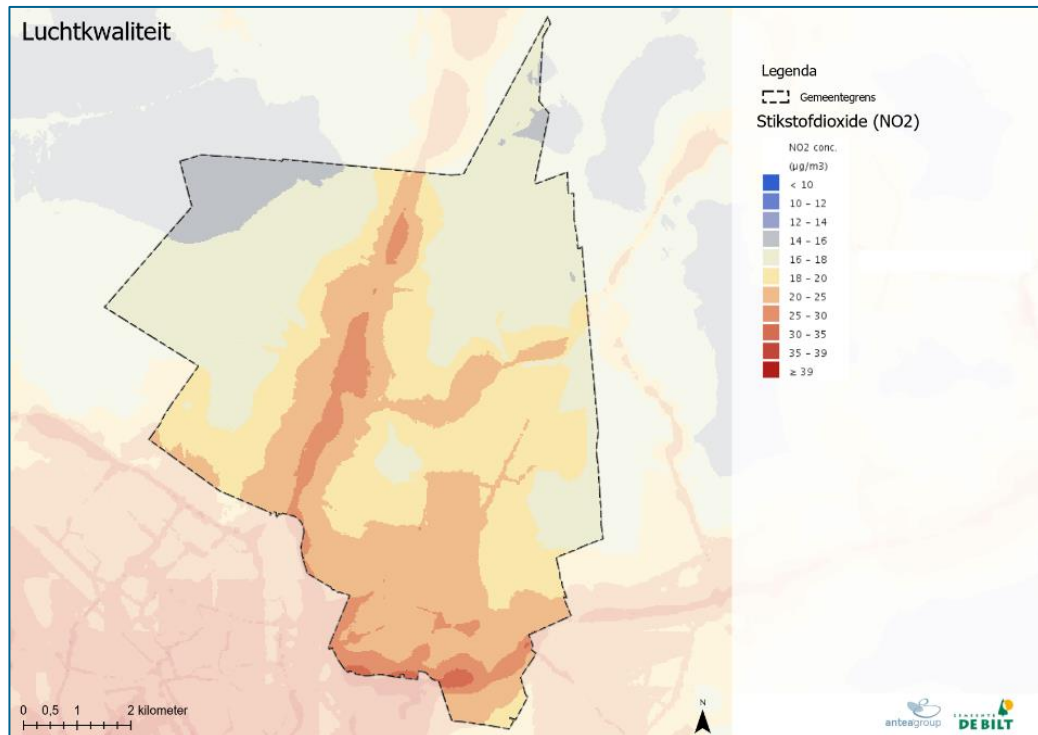 Luchtkwaliteit
Legenda
Gemeentegrens
Stikstofdioxide (NO2)
NO2 conc.
(µg/m3)
< 10
10 – 12
12 – 14
14 – 16
16 – 18
18 – 20
20 – 25
25 – 30
30 – 35
35 – 39
≥ 39
0 0,5 1 2 kilometer
N
anteagroup
GEMEENTE
DE BILT